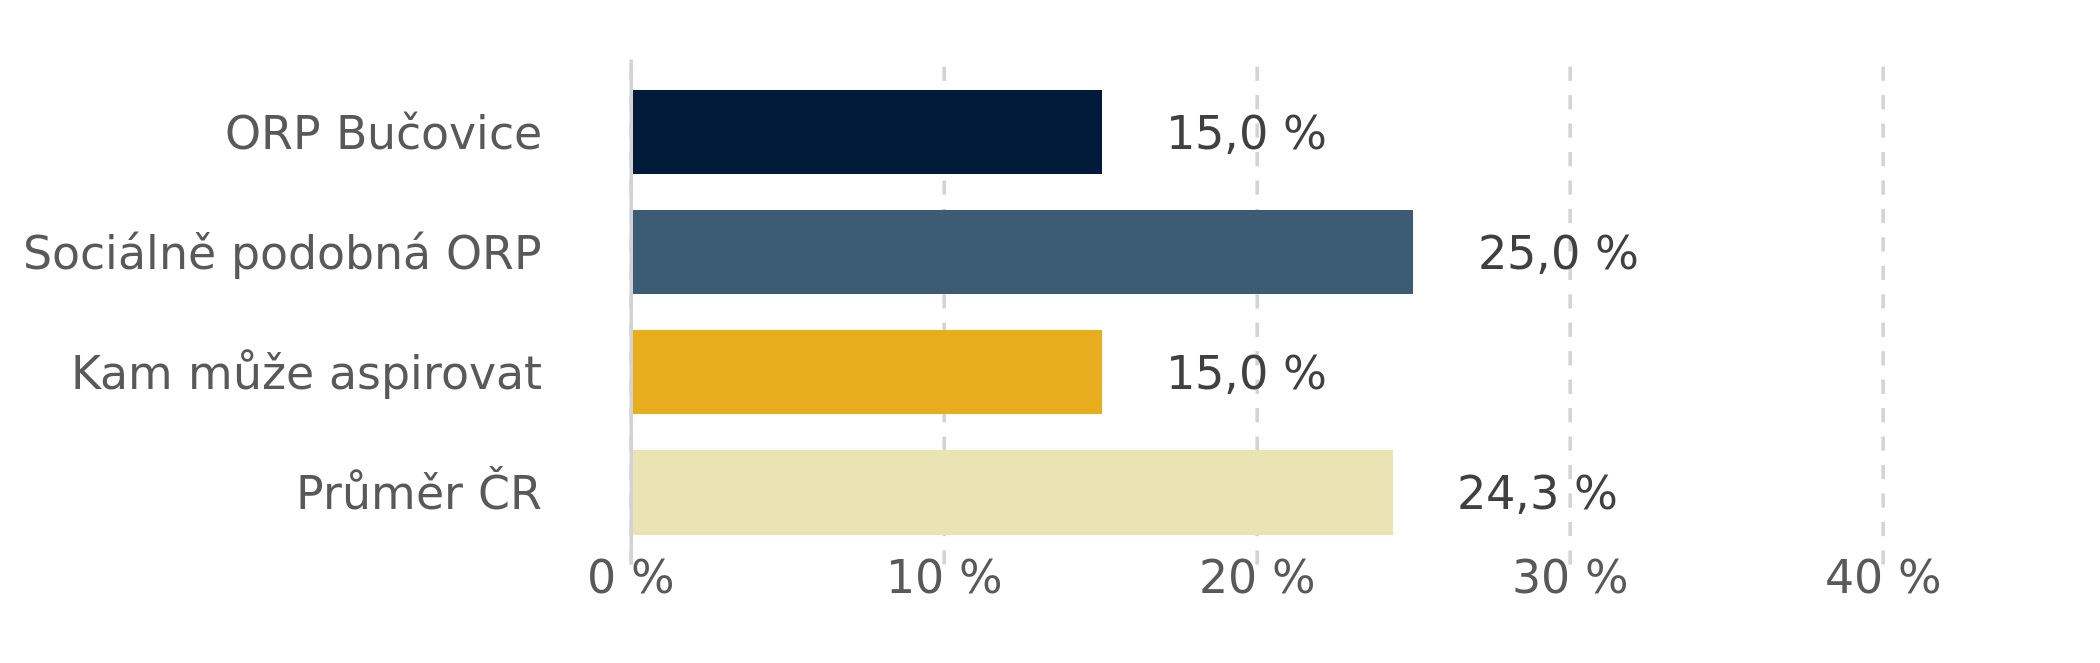 ORP Bučovice 15,0 %
Sociálně podobná ORP 25,0 %
Kam může aspirovat 15,0 %
Průměr ČR 24,3 %
0 % 10 % 20 % 30 % 40 %